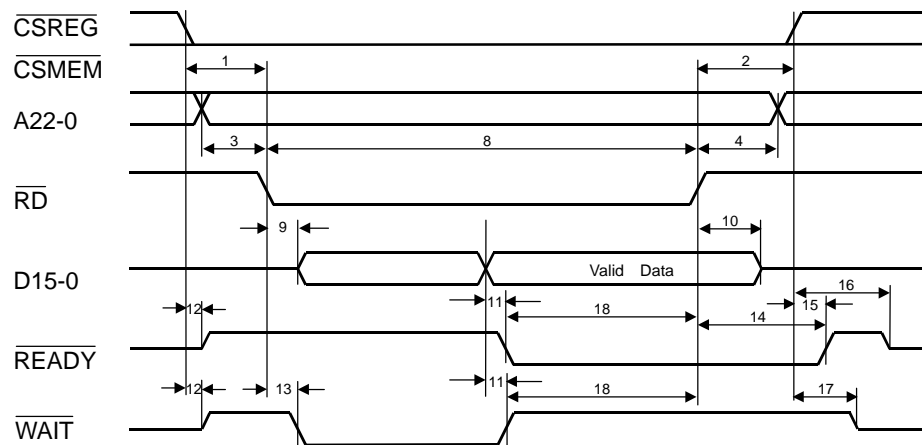 CSREG
CSMEM
1
2
A22-0
3
8
4
RD
9
10
D15-0
Valid Data
16
12
11
18
15
14
READY
12
13
11
18
17
WAIT